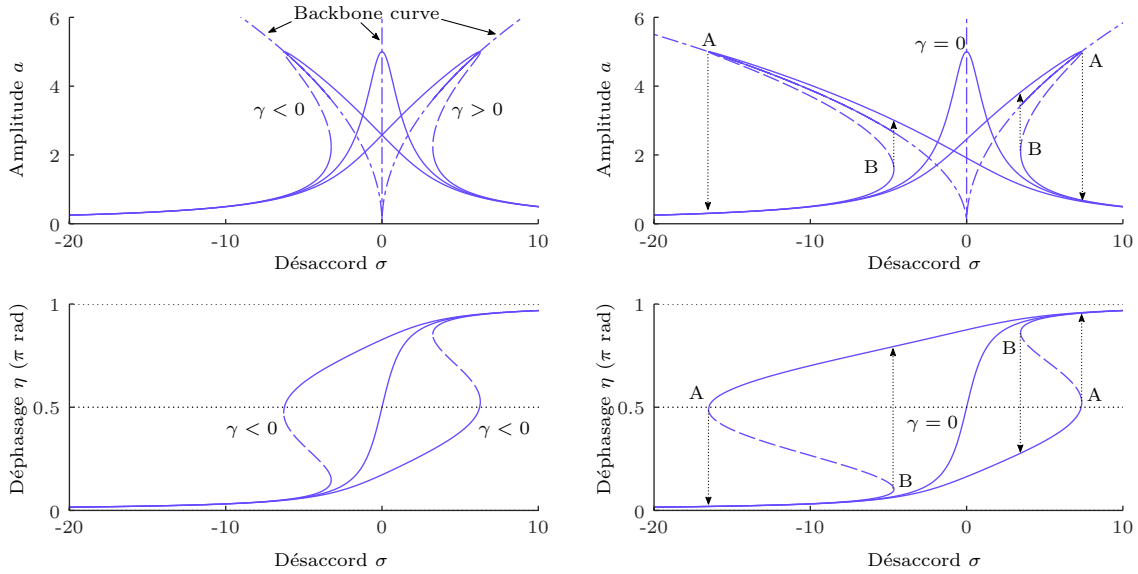 Backbone curve
6
4
2
0
Amplitude a
γ < 0
γ > 0
-20
-10
0
10
Désaccord σ
6
4
2
0
Amplitude a
A
γ = 0
A
B
B
-20
-10
0
10
Désaccord σ
1
0.5
0
Déphasage η (π rad)
γ < 0
γ < 0
-20
-10
0
10
Désaccord σ
1
0.5
0
Déphasage η (π rad)
B
A
A
γ = 0
B
-20
-10
0
10
Désaccord σ